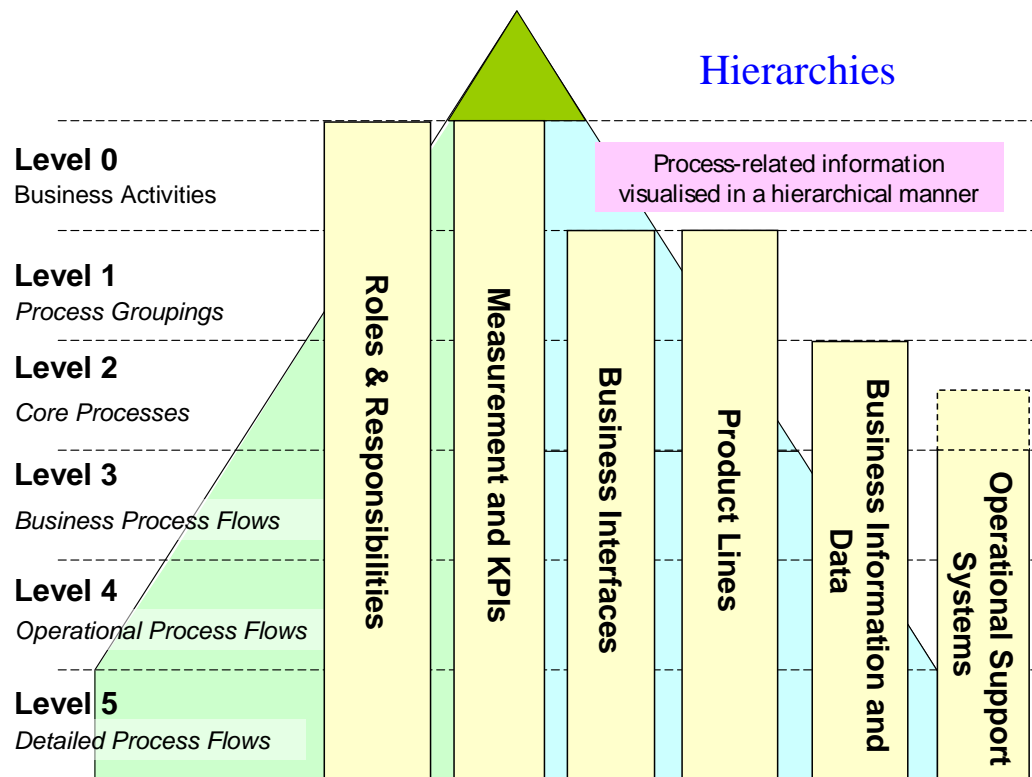 Hierarchies
Process-related information
visualised in a hierarchical manner
Level 0
Business Activities
Level 1
Process Groupings
Level 2
Core Processes
Level 3
Business Process Flows
Level 4
Operational Process Flows
Level 5
Detailed Process Flows
Roles & Responsibilities
Measurement and KPIs
Business Interfaces
Product Lines
Business Information and
Data
Operational Support
Systems